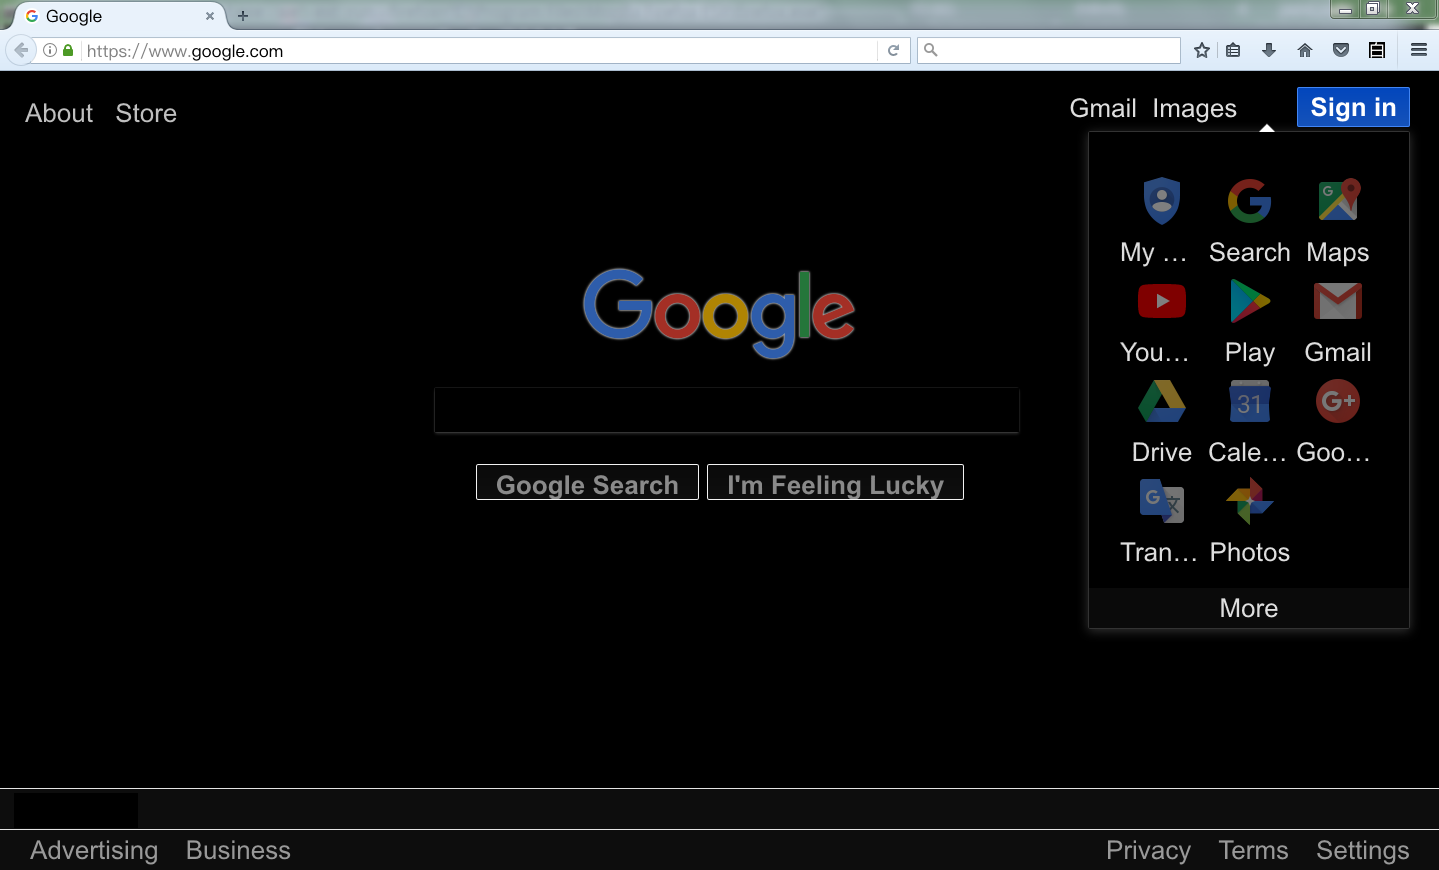 Google
https://www.google.com
About Store
Gmail Images Sign in
My ... Search Maps
You... Play Gmail
31 G+
Drive Cale... Goo...
G
Tran... Photos
More
Google
Google Search I'm Feeling Lucky
Advertising Business
Privacy Terms Settings